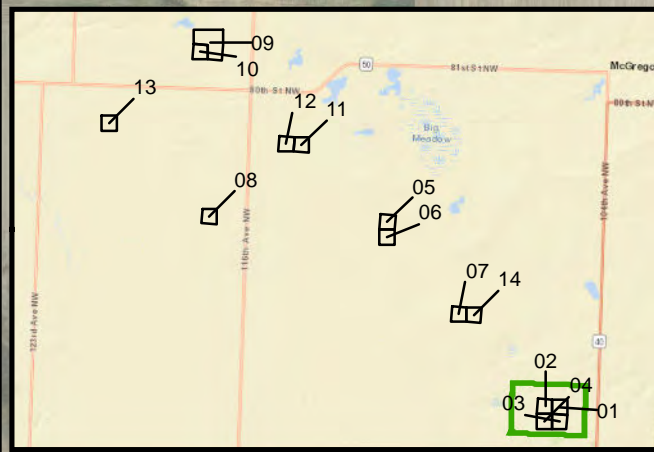 09
10
50
81st St NW
McGrego
80th St NW
80th St NW
13
12
11
Big
Meadow
08
05
06
104th Ave NW
116th Ave NW
07
14
123rd Ave NW
40
02
04
03
01